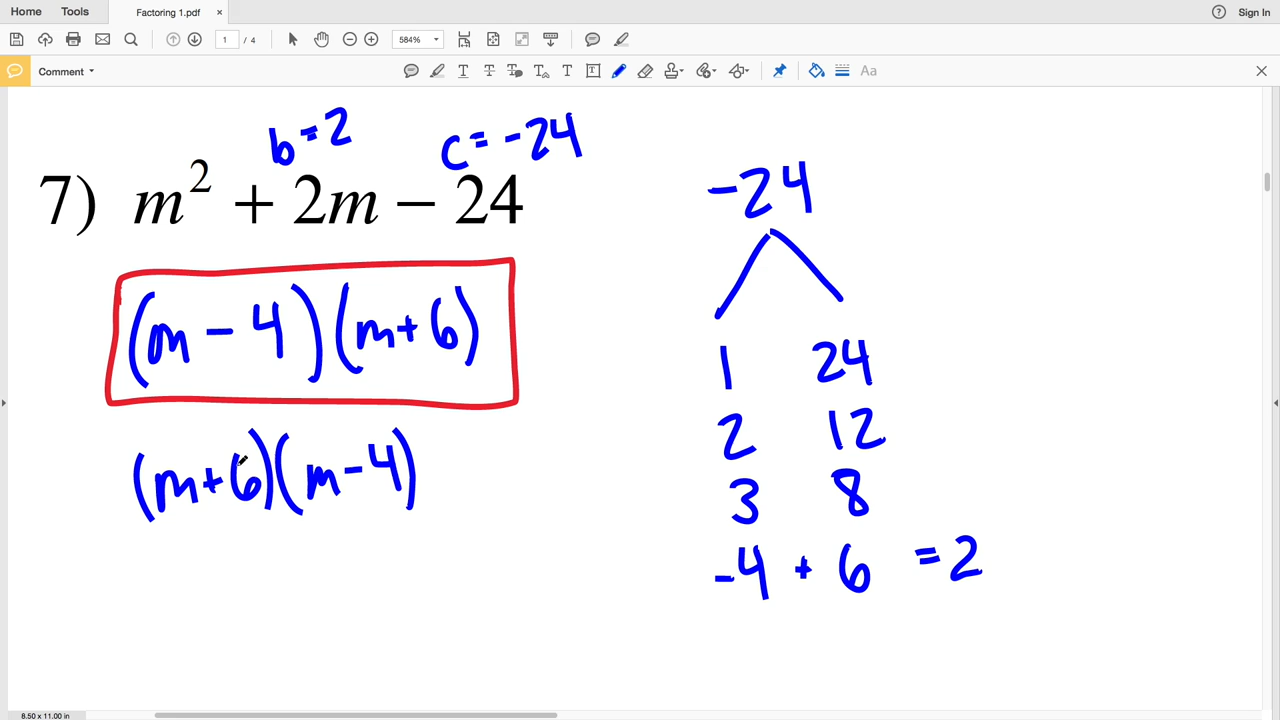 Home Tools Factoring 1.pdf × Sign In
1 / 4 584%
Comment Aa
b = 2 c = -24
7) m² + 2m − 24
(m − 4)(m + 6)
(m + 6)(m − 4)
-24
1 24
2 12
3 8
-4 + 6 = 2
8.50 x 11.00 in